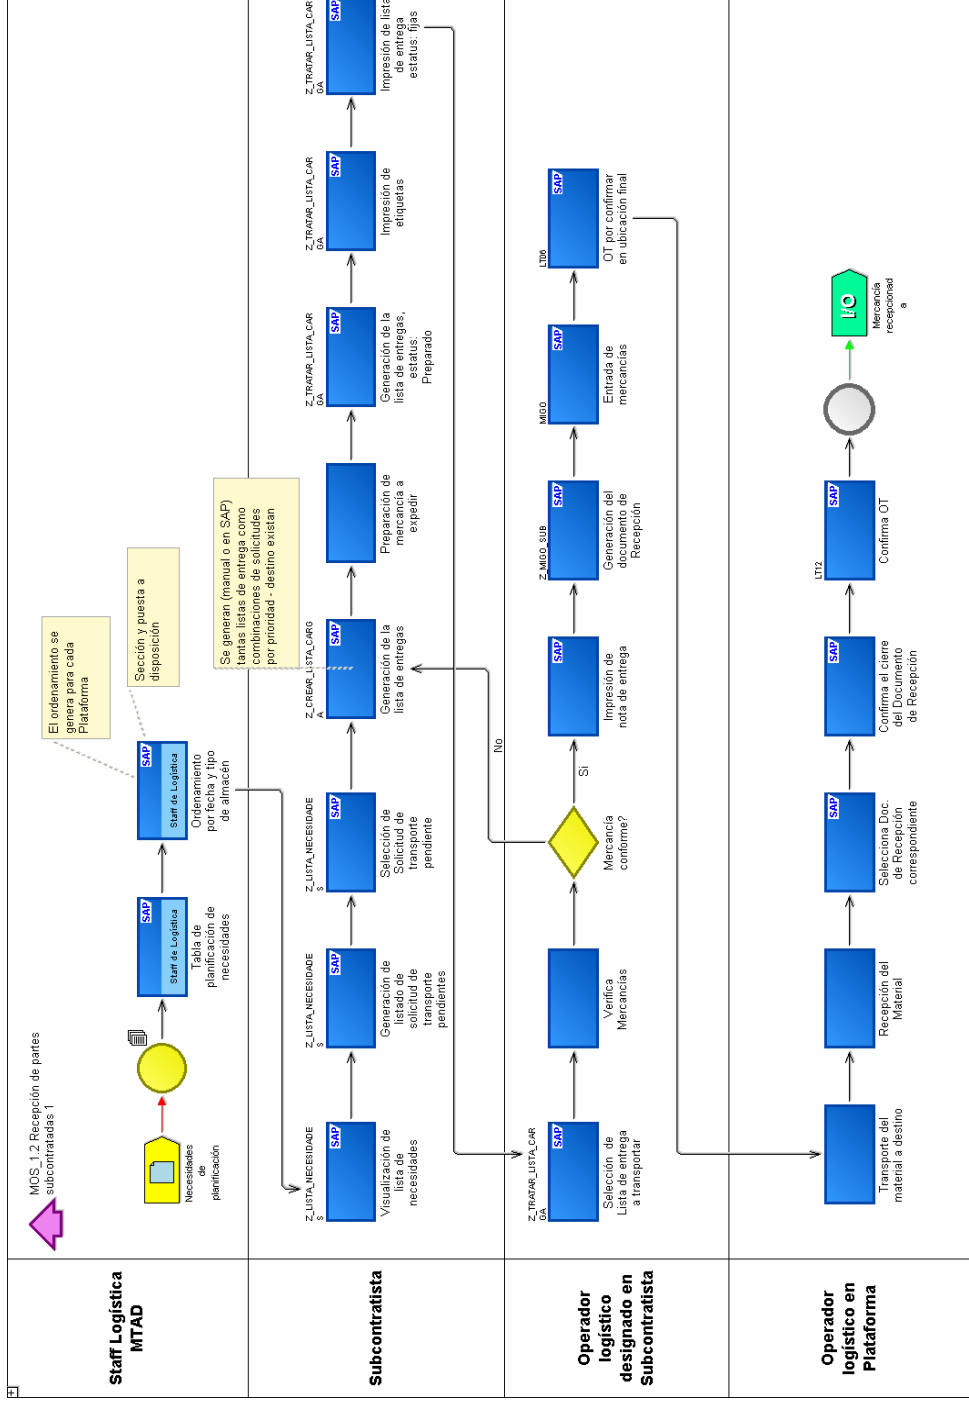 MOS_1.2 Recepción de partes
subcontratadas 1
Staff Logística
MTAD
Necesidades
de
planificación
SAP
Staff de Logística
Tabla de
planificación de
necesidades
SAP
Staff de Logística
Ordenamiento
por fecha y tipo
de almacén
El ordenamiento se
genera para cada
Plataforma
Sección y puesta a
disposición
Subcontratista
Z_LISTA_NECESIDADE
S
SAP
Visualización de
lista de
necesidades
Z_LISTA_NECESIDADE
S
SAP
Generación de
listado de
solicitud de
transporte
pendientes
Z_LISTA_NECESIDADE
S
SAP
Selección de
Solicitud de
transporte
pendiente
Z_CREAR_LISTA_CARG
A
SAP
Generación de la
lista de entregas
Se generan (manual o en SAP)
tantas listas de entrega como
combinaciones de solicitudes
por prioridad - destino existan
Preparación de
mercancía a
expedir
Z_TRATAR_LISTA_CAR
GA
SAP
Generación de la
lista de entregas,
estatus:
Preparado
Z_TRATAR_LISTA_CAR
GA
SAP
Impresión de
etiquetas
Z_TRATAR_LISTA_CAR
GA
SAP
Impresión de lista
de entrega
estatus: fijas
Operador
logístico
designado en
Subcontratista
Z_TRATAR_LISTA_CAR
GA
SAP
Selección de
Lista de entrega
a transportar
Verifica
Mercancías
Mercancía
conforme?
No
Si
SAP
Impresión de
nota de entrega
Z_MIGO_SUB
SAP
Generación del
documento de
Recepción
MIGO
SAP
Entrada de
mercancías
LT06
SAP
OT por confirmar
en ubicación final
Operador
logístico en
Plataforma
Transporte del
material a destino
Recepción del
Material
SAP
Selecciona Doc.
de Recepción
correspondiente
SAP
Confirma el cierre
del Documento
de Recepción
LT12
SAP
Confirma OT
I/O
Mercancía
recepcionad
a